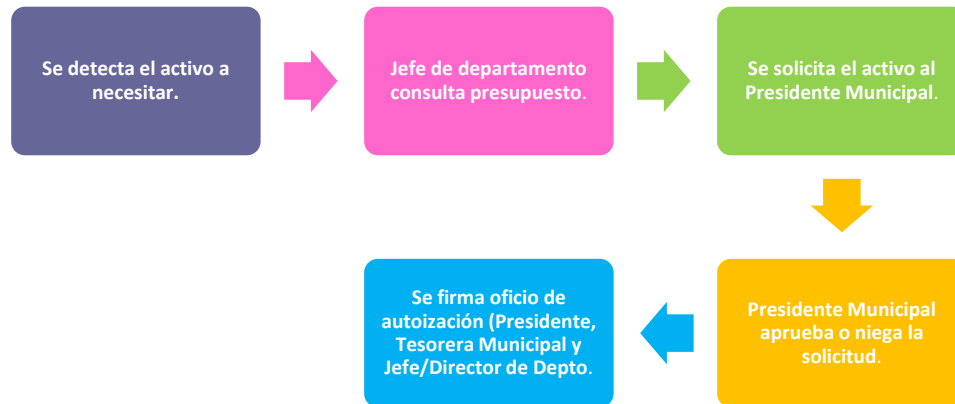 Se detecta el activo a
necesitar.
Jefe de departamento
consulta presupuesto.
Se solicita el activo al
Presidente Municipal.
Presidente Municipal
aprueba o niega la
solicitud.
Se firma oficio de
autoización (Presidente,
Tesorera Municipal y
Jefe/Director de Depto.